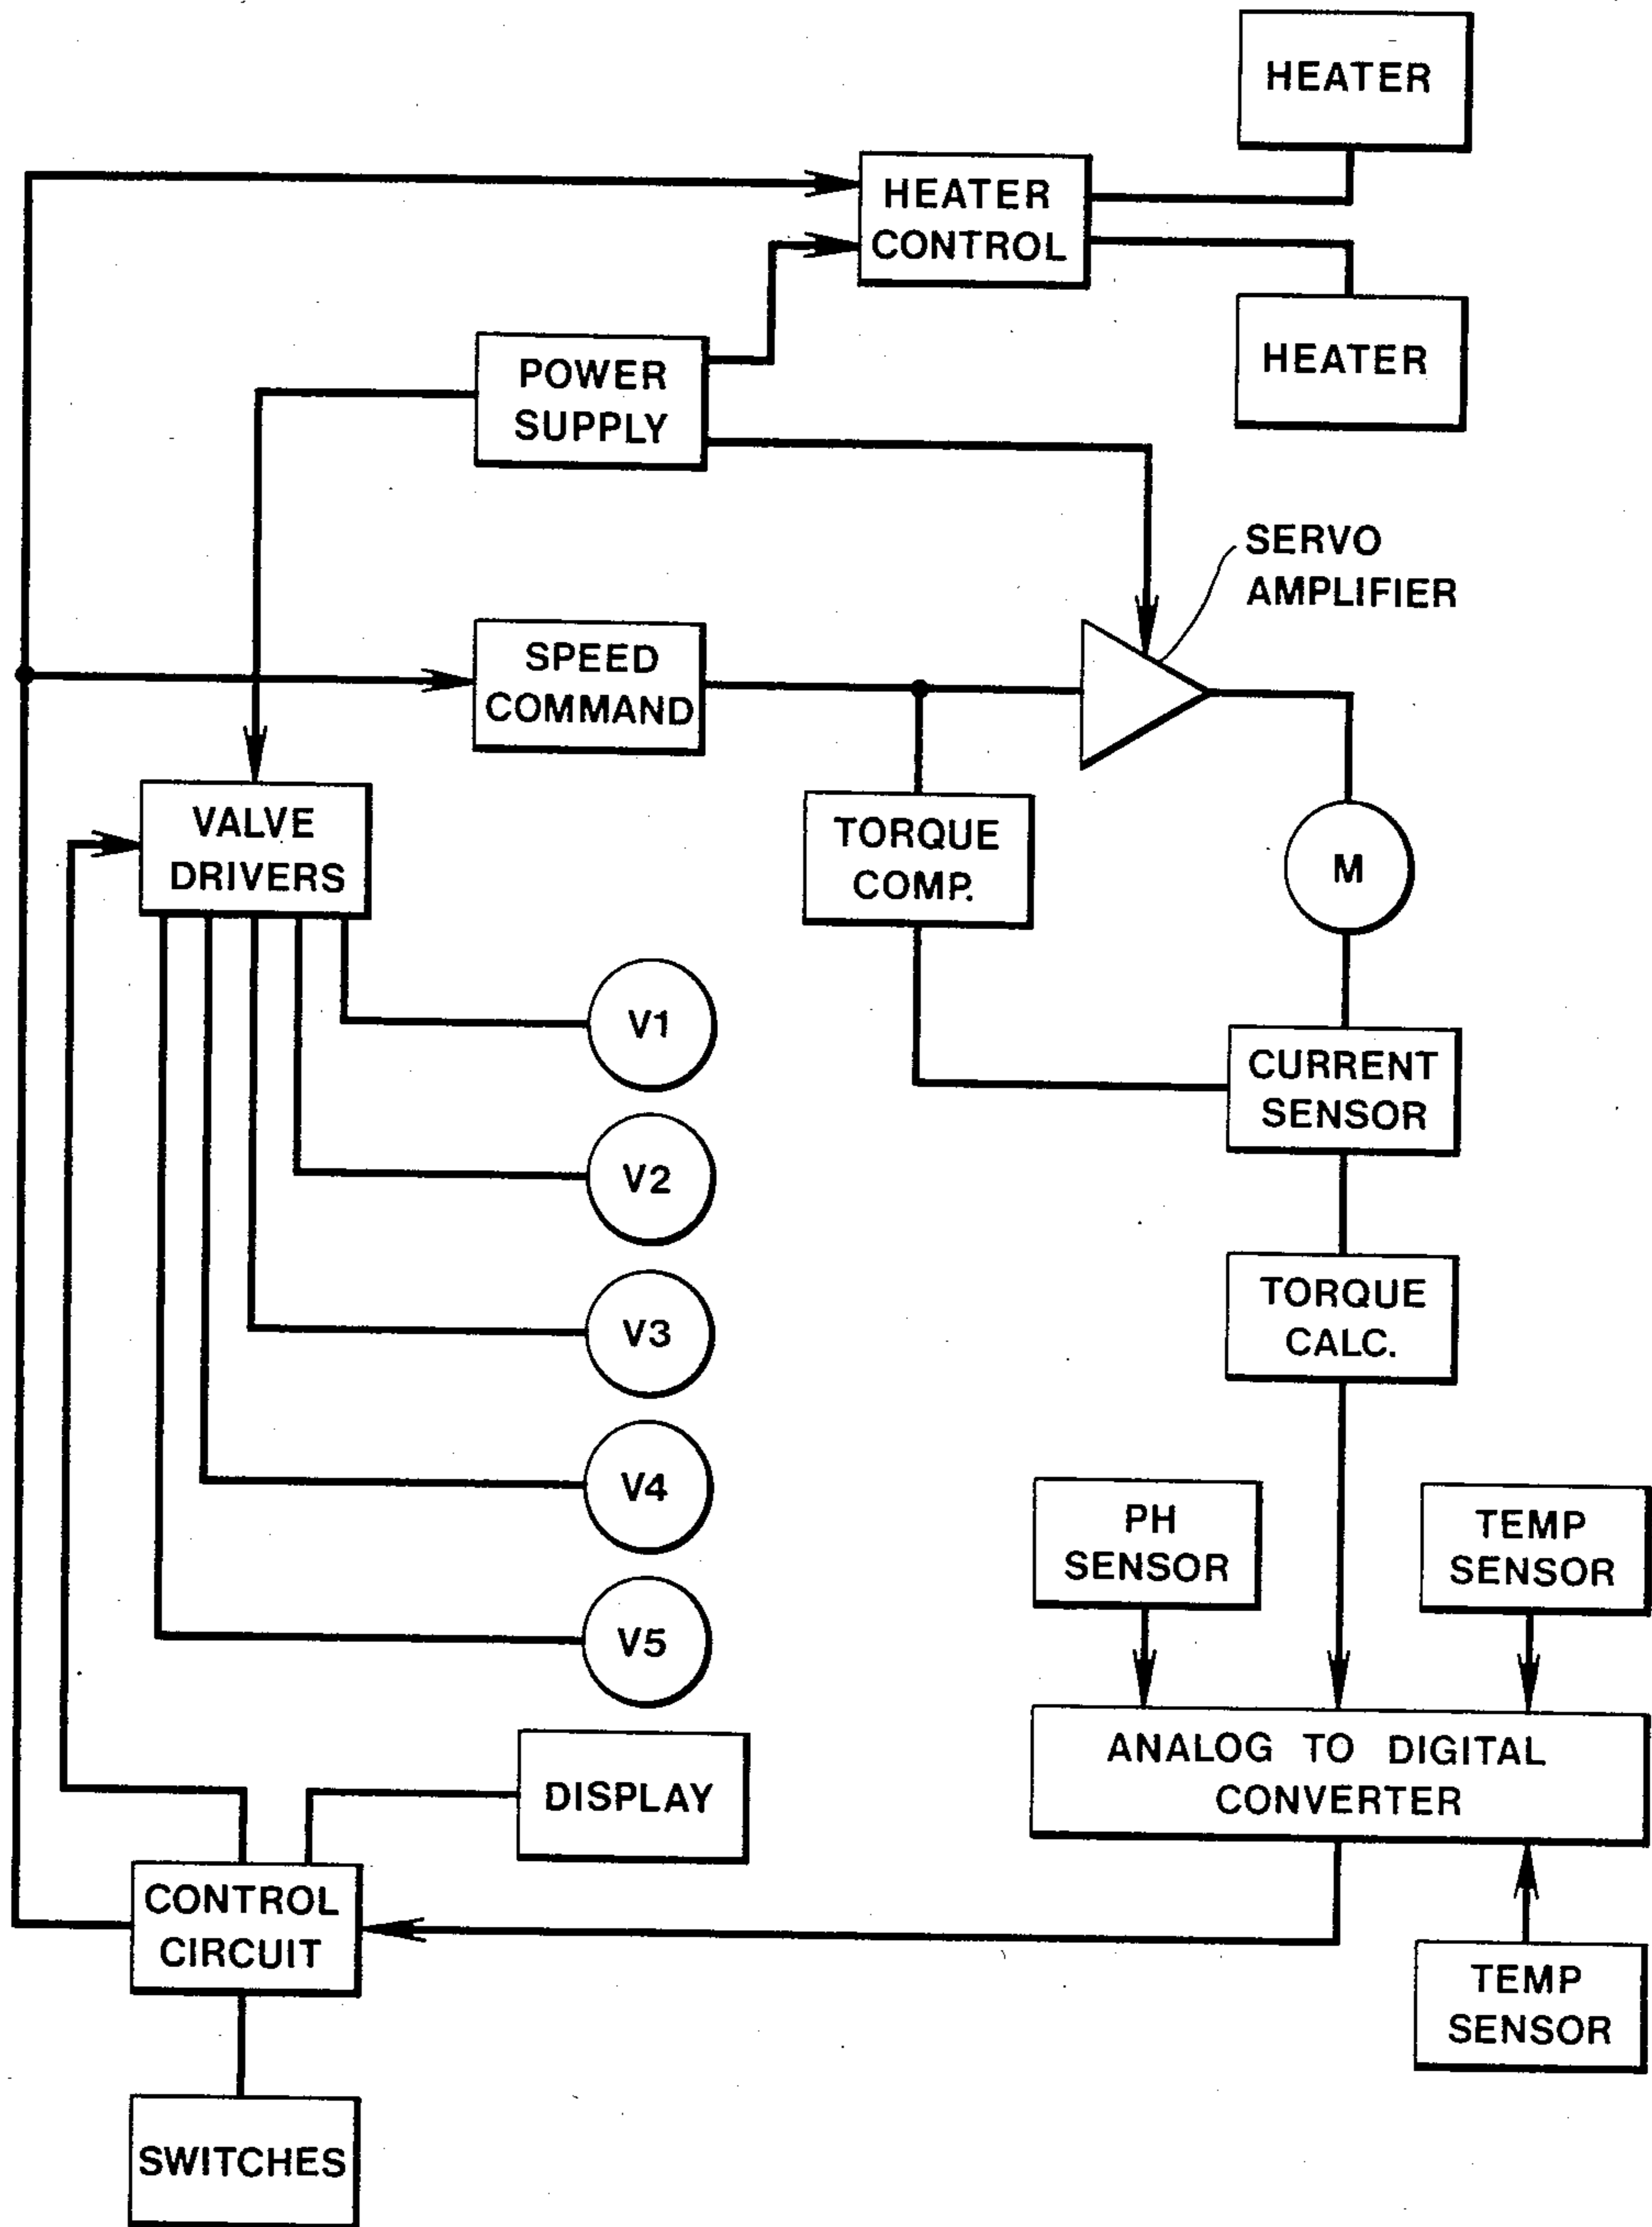 HEATER
HEATER
CONTROL
HEATER
POWER
SUPPLY
SERVO
AMPLIFIER
SPEED
COMMAND
VALVE
DRIVERS
TORQUE
COMP.
M
V1
CURRENT
SENSOR
V2
TORQUE
CALC.
V3
V4
PH
SENSOR
TEMP
SENSOR
V5
ANALOG TO DIGITAL
CONVERTER
DISPLAY
CONTROL
CIRCUIT
TEMP
SENSOR
SWITCHES